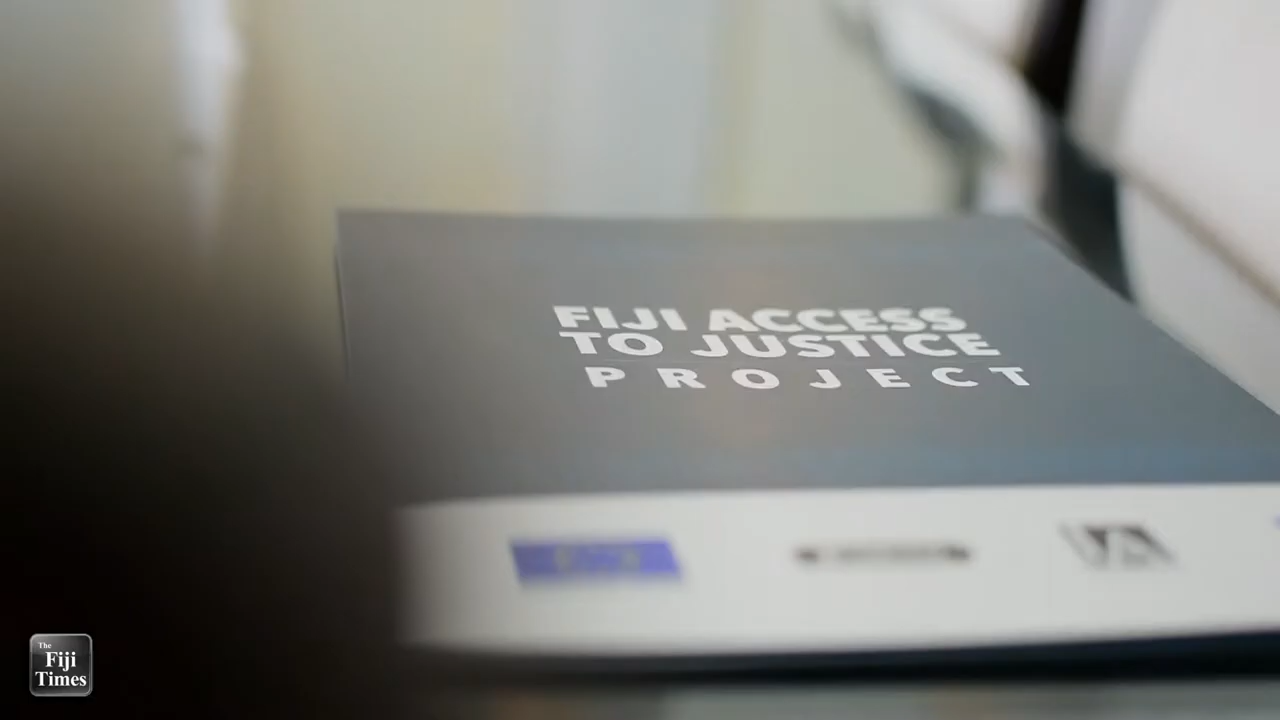 FIJI ACCESS
TO JUSTICE
PROJECT
The
Fiji
Times